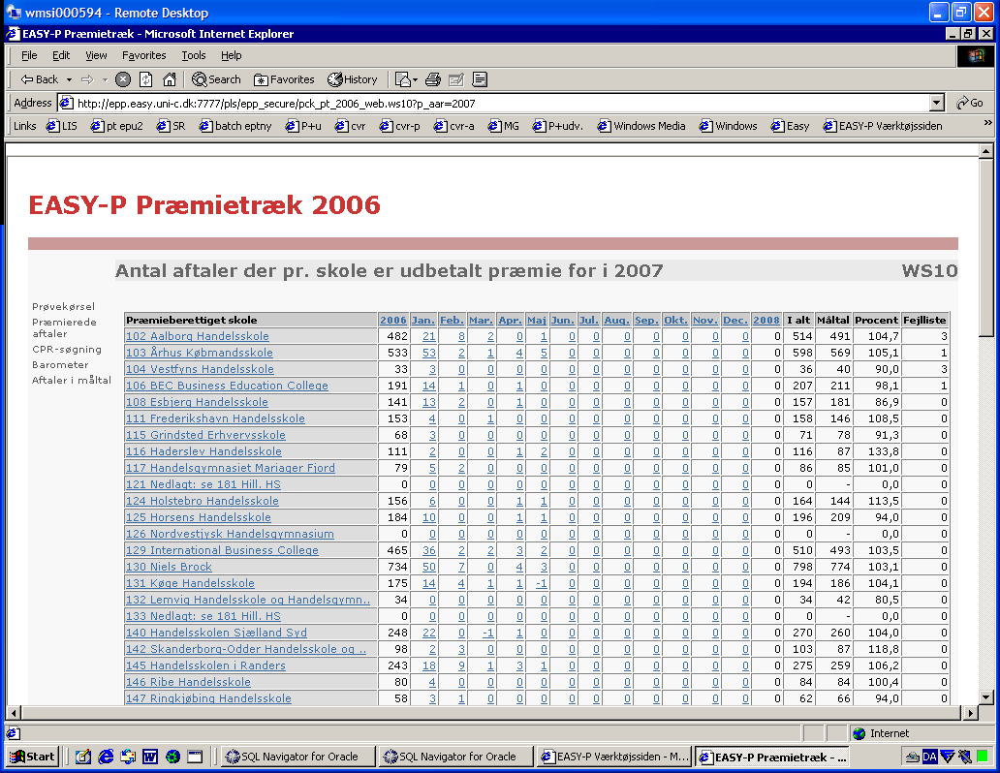 wmsi000594 - Remote Desktop
EASY-P Præmietræk - Microsoft Internet Explorer
File Edit View Favorites Tools Help
Back Search Favorites History
Address http://epp.easy.uni-c.dk:7777/pls/epp_secure/pck_pt_2006_web.ws10?p_aar=2007 Go
Links LIS pt epu2 SR batch eptny P+u cvr cvr-p cvr-a MG P+udv. Windows Media Windows Easy EASY-P Værktøjssiden »
EASY-P Præmietræk 2006
Antal aftaler der pr. skole er udbetalt præmie for i 2007 WS10
Prøvekørsel
Præmierede
aftaler
CPR-søgning
Barometer
Aftaler i måltal
Præmieberettiget skole 2006 Jan. Feb. Mar. Apr. Maj Jun. Jul. Aug. Sep. Okt. Nov. Dec. 2008 I alt Måltal Procent Fejlliste
102 Aalborg Handelsskole 482 21 8 2 0 1 0 0 0 0 0 0 0 0 514 491 104,7 3
103 Århus Købmandsskole 533 53 2 1 4 5 0 0 0 0 0 0 0 0 598 569 105,1 1
104 Vestfyns Handelsskole 33 3 0 0 0 0 0 0 0 0 0 0 0 0 36 40 90,0 3
106 BEC Business Education College 191 14 1 0 1 0 0 0 0 0 0 0 0 0 207 211 98,1 1
108 Esbjerg Handelsskole 141 13 2 0 1 0 0 0 0 0 0 0 0 0 157 181 86,9 0
111 Frederikshavn Handelsskole 153 4 0 1 0 0 0 0 0 0 0 0 0 0 158 146 108,5 0
115 Grindsted Erhvervsskole 68 3 0 0 0 0 0 0 0 0 0 0 0 0 71 78 91,3 0
116 Haderslev Handelsskole 111 2 0 0 1 2 0 0 0 0 0 0 0 0 116 87 133,8 0
117 Handelsgymnasiet Mariager Fjord 79 5 2 0 0 0 0 0 0 0 0 0 0 0 86 85 101,0 0
121 Nedlagt: se 181 Hill. HS 0 0 0 0 0 0 0 0 0 0 0 0 0 0 0 - 0,0 0
124 Holstebro Handelsskole 156 6 0 0 1 1 0 0 0 0 0 0 0 0 164 144 113,5 0
125 Horsens Handelsskole 184 10 0 0 1 1 0 0 0 0 0 0 0 0 196 209 94,0 0
126 Nordvestjysk Handelsgymnasium 0 0 0 0 0 0 0 0 0 0 0 0 0 0 0 - 0,0 0
129 International Business College 465 36 2 2 3 2 0 0 0 0 0 0 0 0 510 493 103,5 0
130 Niels Brock 734 50 7 0 4 3 0 0 0 0 0 0 0 0 798 774 103,1 0
131 Køge Handelsskole 175 14 4 1 1 -1 0 0 0 0 0 0 0 0 194 186 104,1 0
132 Lemvig Handelsskole og Handelsgymn.. 34 0 0 0 0 0 0 0 0 0 0 0 0 0 34 42 80,5 0
133 Nedlagt: se 181 Hill. HS 0 0 0 0 0 0 0 0 0 0 0 0 0 0 0 - 0,0 0
140 Handelsskolen Sjælland Syd 248 22 0 -1 1 0 0 0 0 0 0 0 0 0 270 260 104,0 0
142 Skanderborg-Odder Handelsskole og .. 98 2 3 0 0 0 0 0 0 0 0 0 0 0 103 87 118,8 0
145 Handelsskolen i Randers 243 18 9 1 3 1 0 0 0 0 0 0 0 0 275 259 106,2 0
146 Ribe Handelsskole 80 4 0 0 0 0 0 0 0 0 0 0 0 0 84 84 100,4 0
147 Ringkjøbing Handelsskole 58 3 1 0 0 0 0 0 0 0 0 0 0 0 62 66 94,0 0
Internet
Start SQL Navigator for Oracle SQL Navigator for Oracle EASY-P Værktøjssiden - M... EASY-P Præmietræk - ... DA